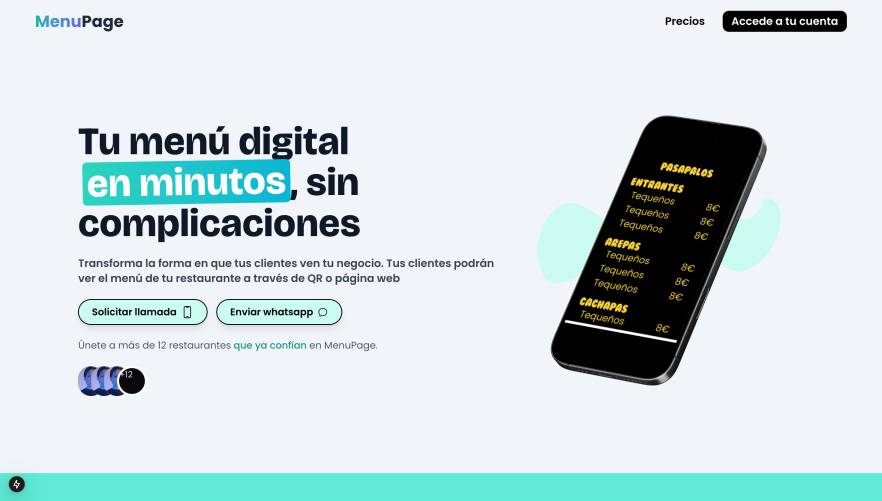 MenuPage
Precios
Accede a tu cuenta
Tu menú digital
en minutos, sin
complicaciones
Transforma la forma en que tus clientes ven tu negocio. Tus clientes podrán
ver el menú de tu restaurante a través de QR o página web
Solicitar llamada
Enviar whatsapp
Únete a más de 12 restaurantes que ya confían en MenuPage.
+12
PASAPALOS
ENTRANTES
Tequeños 8€
Tequeños 8€
Tequeños 8€
AREPAS
Tequeños 8€
Tequeños 8€
Tequeños 8€
CACHAPAS
Tequeños 8€